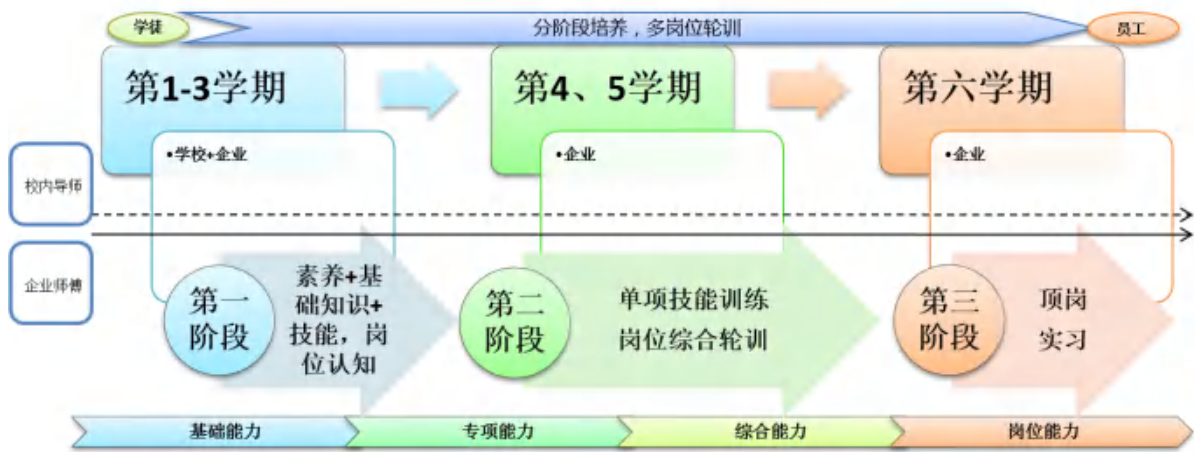 学徒
分阶段培养，多岗位轮训
员工
第1-3学期
第4、5学期
第六学期
•学校+企业
•企业
•企业
校内导师
企业师傅
第一
阶段
素养+基
础知识+
技能，岗
位认知
第二
阶段
单项技能训练
岗位综合轮训
第三
阶段
顶岗
实习
基础能力
专项能力
综合能力
岗位能力